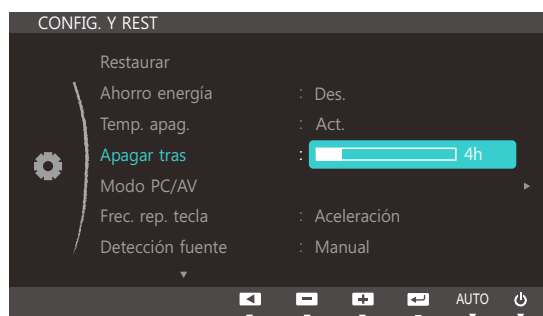 CONFIG. Y REST
Restaurar
Ahorro energía : Des.
Temp. apag. : Act.
Apagar tras : 4h
Modo PC/AV
Frec. rep. tecla : Aceleración
Detección fuente : Manual
AUTO